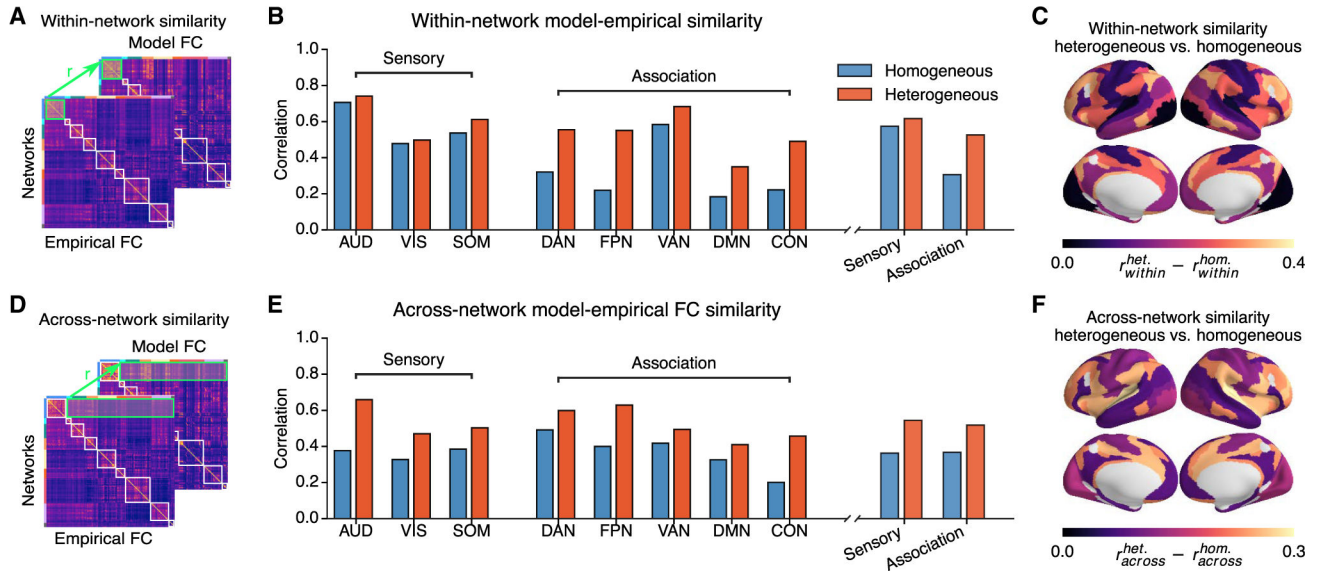 A
Within-network similarity
Model FC
r
Networks
Empirical FC
B
Within-network model-empirical similarity
Correlation
1.0
0.8
0.6
0.4
0.2
0.0
Sensory
Association
Homogeneous
Heterogeneous
AUD VIS SOM DAN FPN VAN DMN CON Sensory Association
C
Within-network similarity
heterogeneous vs. homogeneous
0.0 r^{het.}_{within} − r^{hom.}_{within} 0.4
D
Across-network similarity
Model FC
r
Networks
Empirical FC
E
Across-network model-empirical FC similarity
Correlation
1.0
0.8
0.6
0.4
0.2
0.0
Sensory
Association
AUD VIS SOM DAN FPN VAN DMN CON Sensory Association
F
Across-network similarity
heterogeneous vs. homogeneous
0.0 r^{het.}_{across} − r^{hom.}_{across} 0.3